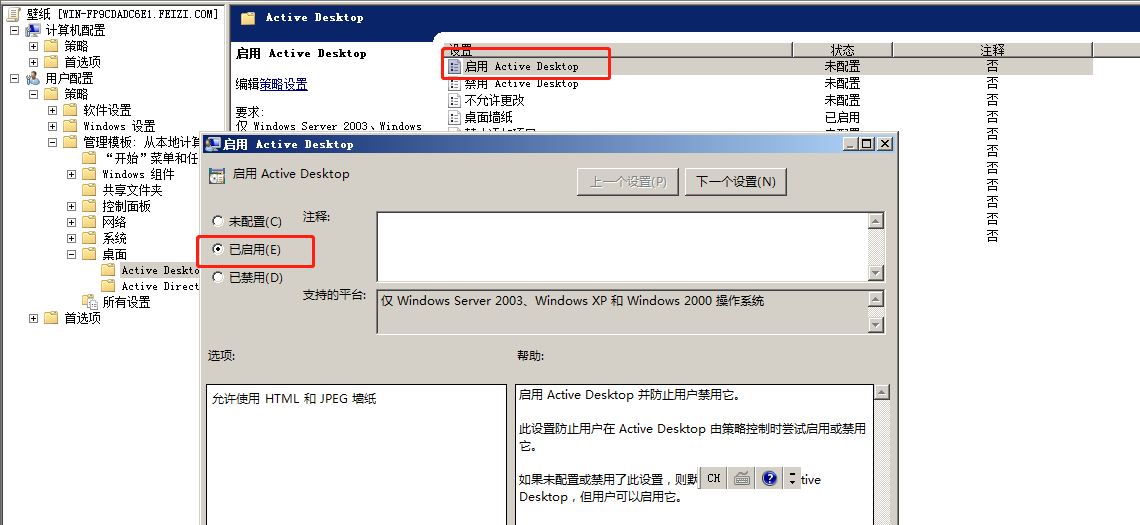 壁纸 [WIN-FP9CDADC6E1.FEIZI.COM]
计算机配置
策略
首选项
用户配置
策略
软件设置
Windows 设置
管理模板: 从本地计算
“开始”菜单和任
Windows 组件
共享文件夹
控制面板
网络
系统
桌面
Active Deskto
Active Direct
所有设置
首选项
Active Desktop
启用 Active Desktop
编辑策略设置
要求:
仅 Windows Server 2003、Windows
设置 状态 注释
启用 Active Desktop 未配置 否
禁用 Active Desktop 未配置 否
不允许更改 未配置 否
桌面墙纸 已启用 否
否
否
否
否
否
否
否
启用 Active Desktop
启用 Active Desktop
上一个设置(P) 下一个设置(N)
未配置(C) 注释:
已启用(E)
已禁用(D)
支持的平台:
仅 Windows Server 2003、Windows XP 和 Windows 2000 操作系统
选项: 帮助:
允许使用 HTML 和 JPEG 墙纸
启用 Active Desktop 并防止用户禁用它。
此设置防止用户在 Active Desktop 由策略控制时尝试启用或禁用
它。
如果未配置或禁用了此设置，则默 CH tive
Desktop，但用户可以启用它。